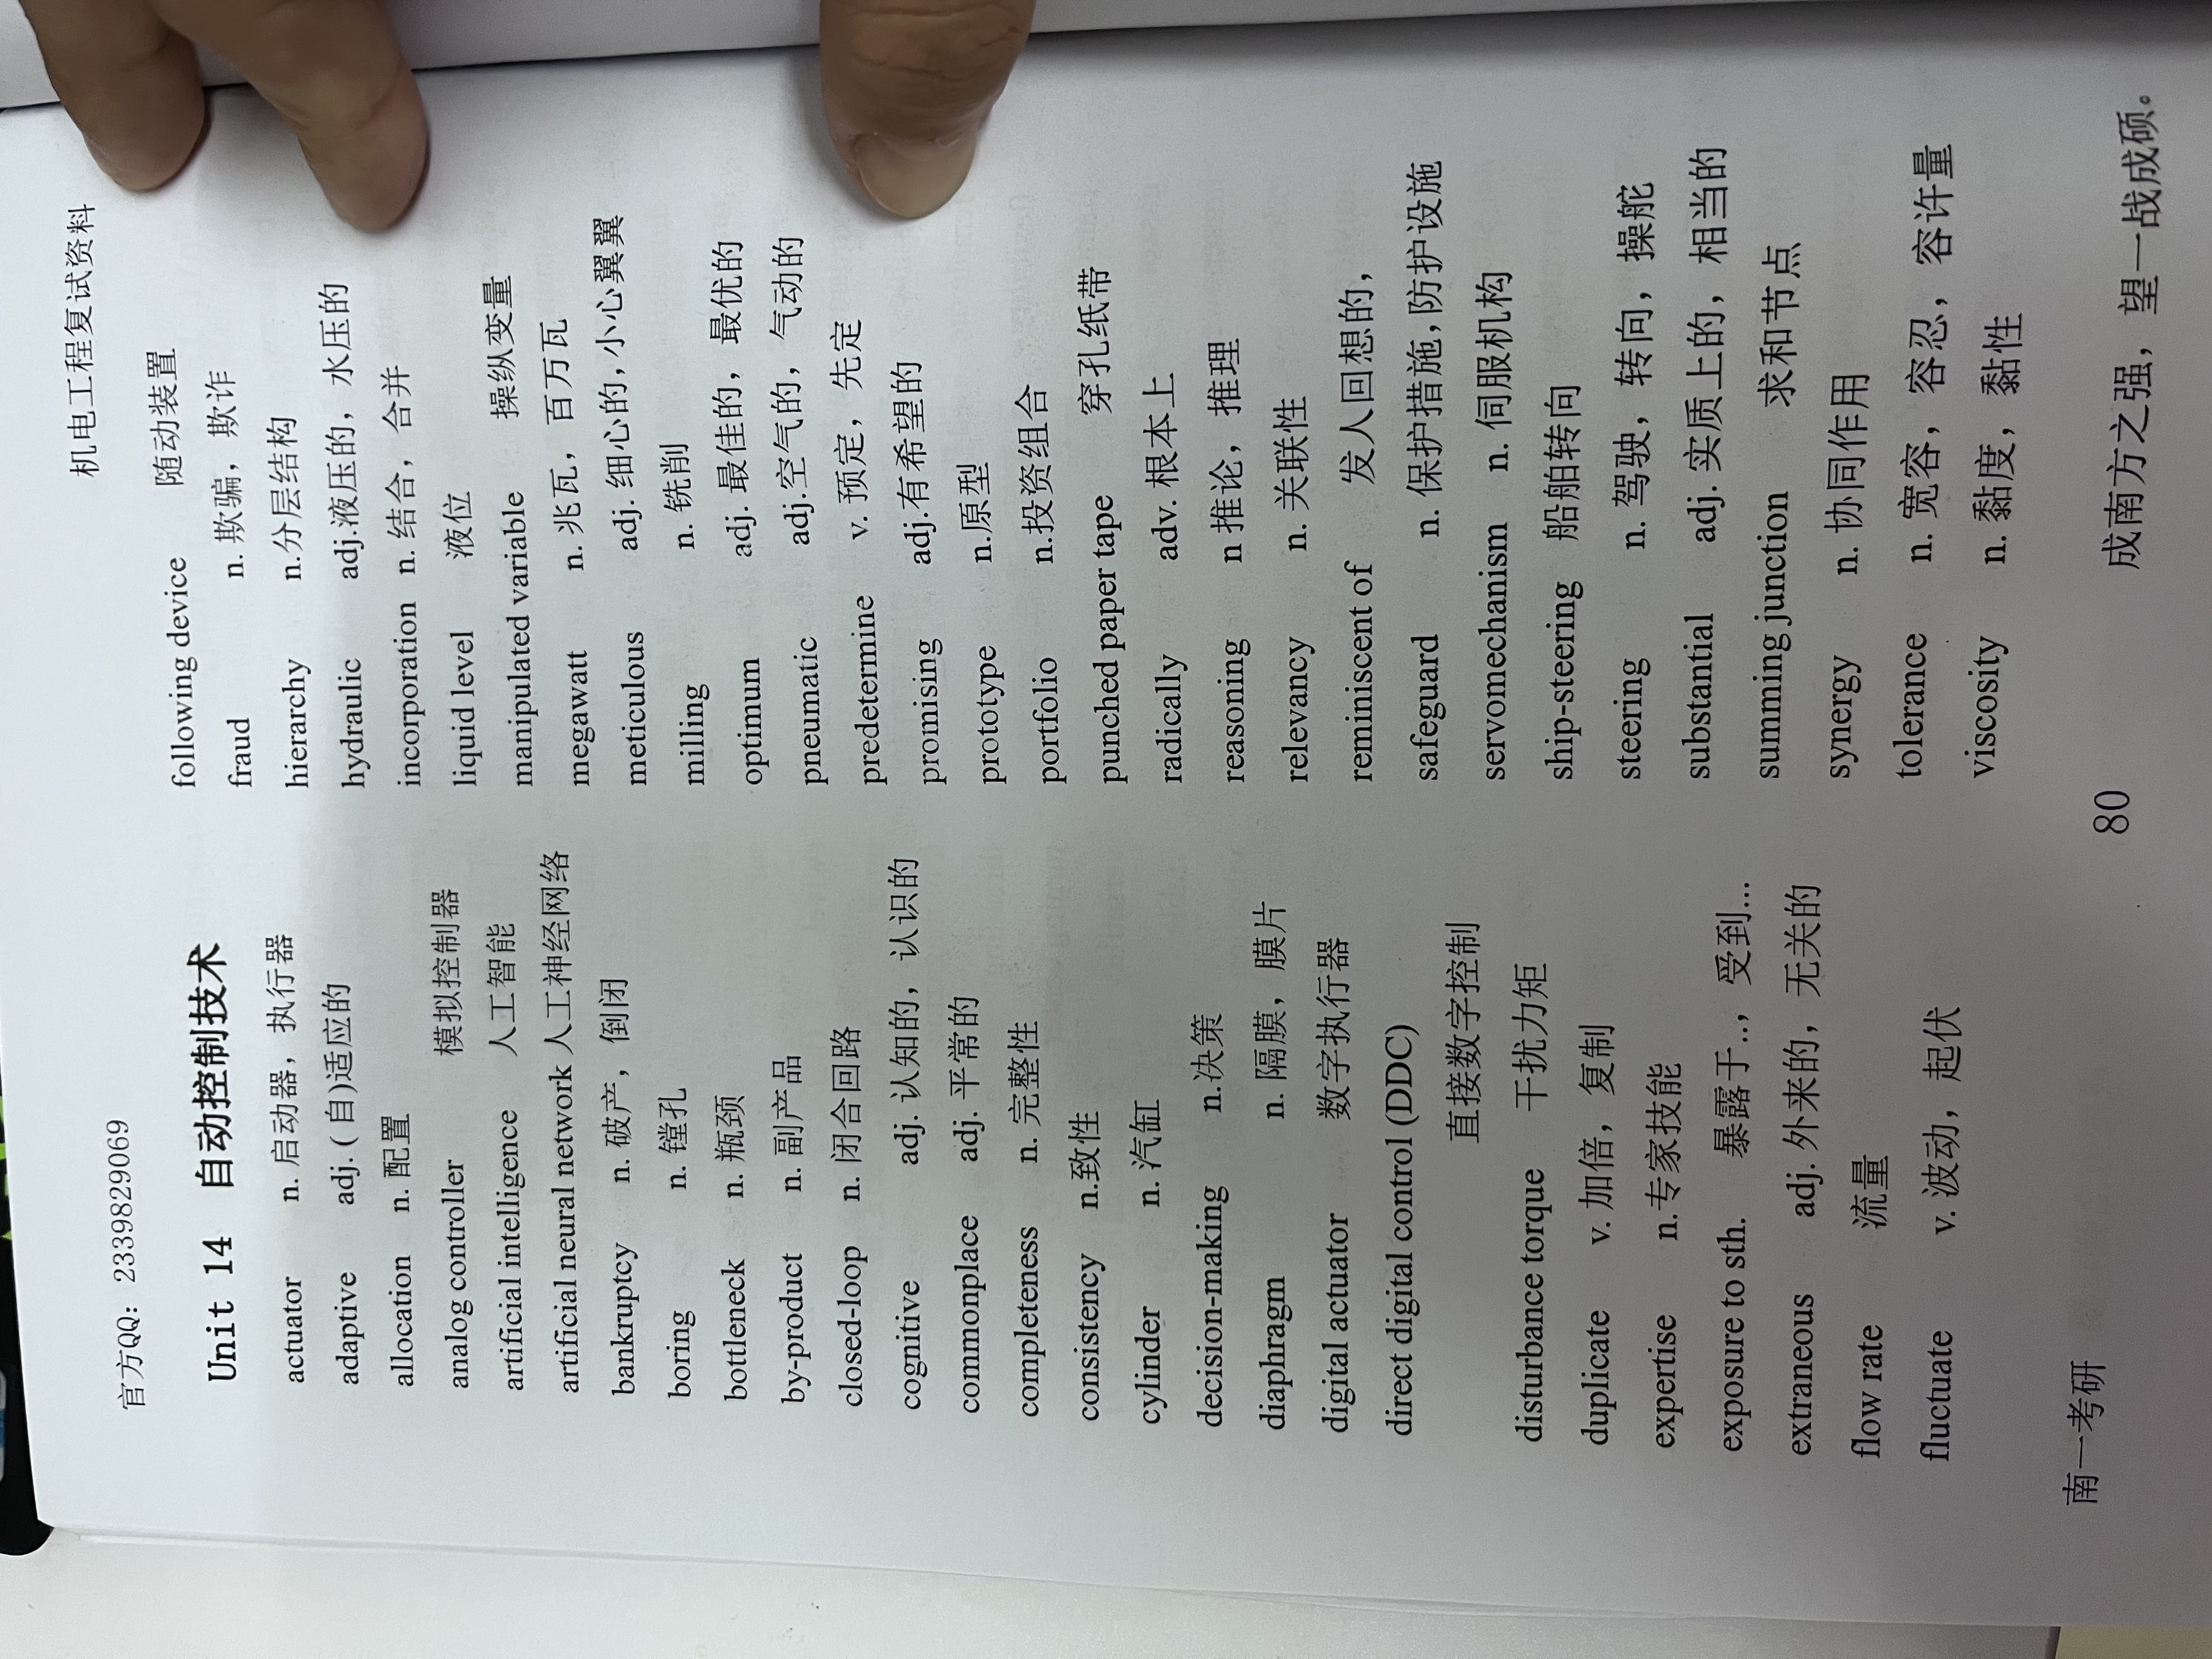 官方QQ：2339829069
机电工程复试资料
Unit 14 自动控制技术
actuator n. 启动器，执行器
adaptive adj. ( 自)适应的
allocation n. 配置
analog controller 模拟控制器
artificial intelligence 人工智能
artificial neural network 人工神经网络
bankruptcy n. 破产，倒闭
boring n. 镗孔
bottleneck n. 瓶颈
by-product n. 副产品
closed-loop n. 闭合回路
cognitive adj. 认知的，认识的
commonplace adj. 平常的
completeness n. 完整性
consistency n.致性
cylinder n. 汽缸
decision-making n.决策
diaphragm n. 隔膜，膜片
digital actuator 数字执行器
direct digital control (DDC)
直接数字控制
disturbance torque 干扰力矩
duplicate v. 加倍，复制
expertise n.专家技能
exposure to sth. 暴露于..，受到...
extraneous adj. 外来的，无关的
flow rate 流量
fluctuate v. 波动，起伏
following device 随动装置
fraud n. 欺骗，欺诈
hierarchy n.分层结构
hydraulic adj.液压的，水压的
incorporation n. 结合，合并
liquid level 液位
manipulated variable 操纵变量
megawatt n. 兆瓦，百万瓦
meticulous adj. 细心的,小心翼翼
milling n. 铣削
optimum adj. 最佳的，最优的
pneumatic adj.空气的，气动的
predetermine v. 预定，先定
promising adj.有希望的
prototype n.原型
portfolio n.投资组合
punched paper tape 穿孔纸带
radically adv. 根本上
reasoning n 推论，推理
relevancy n. 关联性
reminiscent of 发人回想的，
safeguard n. 保护措施,防护设施
servomechanism n. 伺服机构
ship-steering 船舶转向
steering n. 驾驶，转向，操舵
substantial adj. 实质上的，相当的
summing junction 求和节点
synergy n. 协同作用
tolerance n. 宽容，容忍，容许量
viscosity n. 黏度，黏性
南一考研
80
成南方之强，望一战成硕。